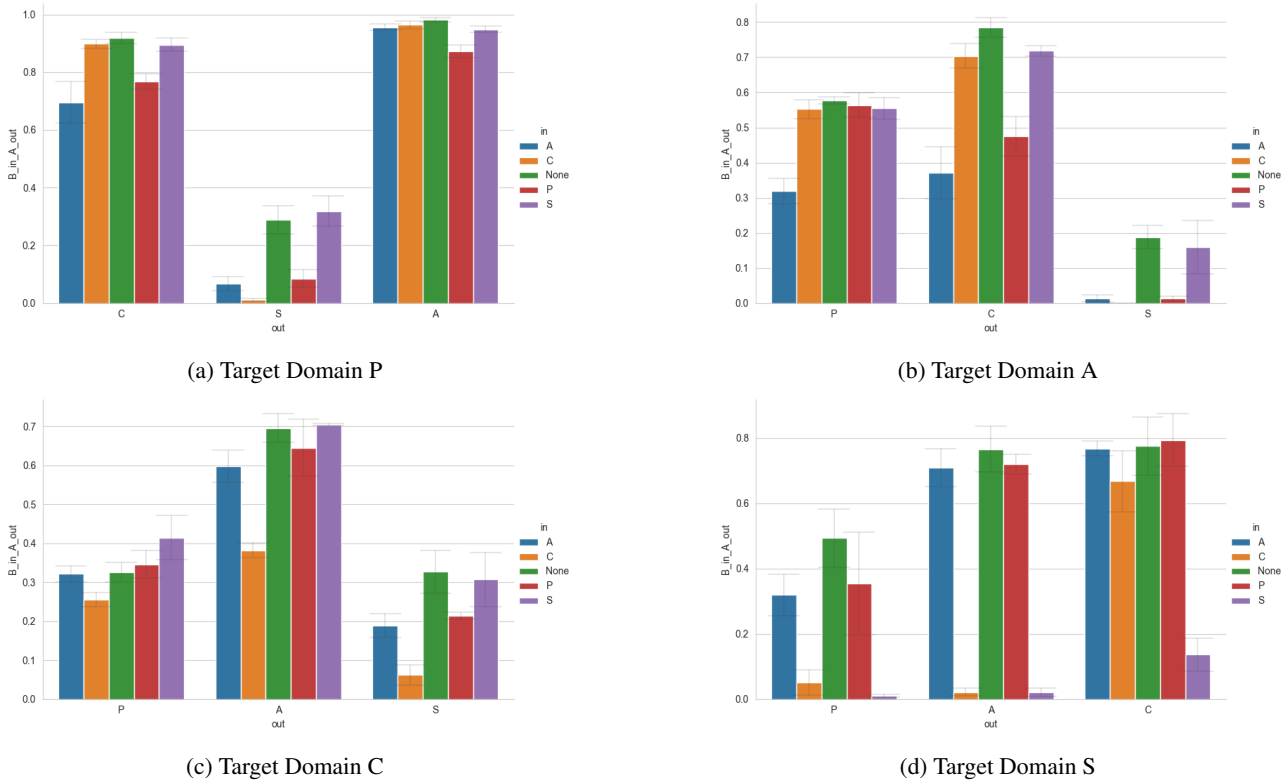 1.0
0.8
0.6
0.4
0.2
0.0
B_in_A_out
C
S
A
out
in
A
C
None
P
S
(a) Target Domain P
0.8
0.7
0.6
0.5
0.4
0.3
0.2
0.1
0.0
B_in_A_out
P
C
S
out
in
A
C
None
P
S
(b) Target Domain A
0.7
0.6
0.5
0.4
0.3
0.2
0.1
0.0
B_in_A_out
P
A
S
out
in
A
C
None
P
S
(c) Target Domain C
0.8
0.6
0.4
0.2
0.0
B_in_A_out
P
A
C
out
in
A
C
None
P
S
(d) Target Domain S